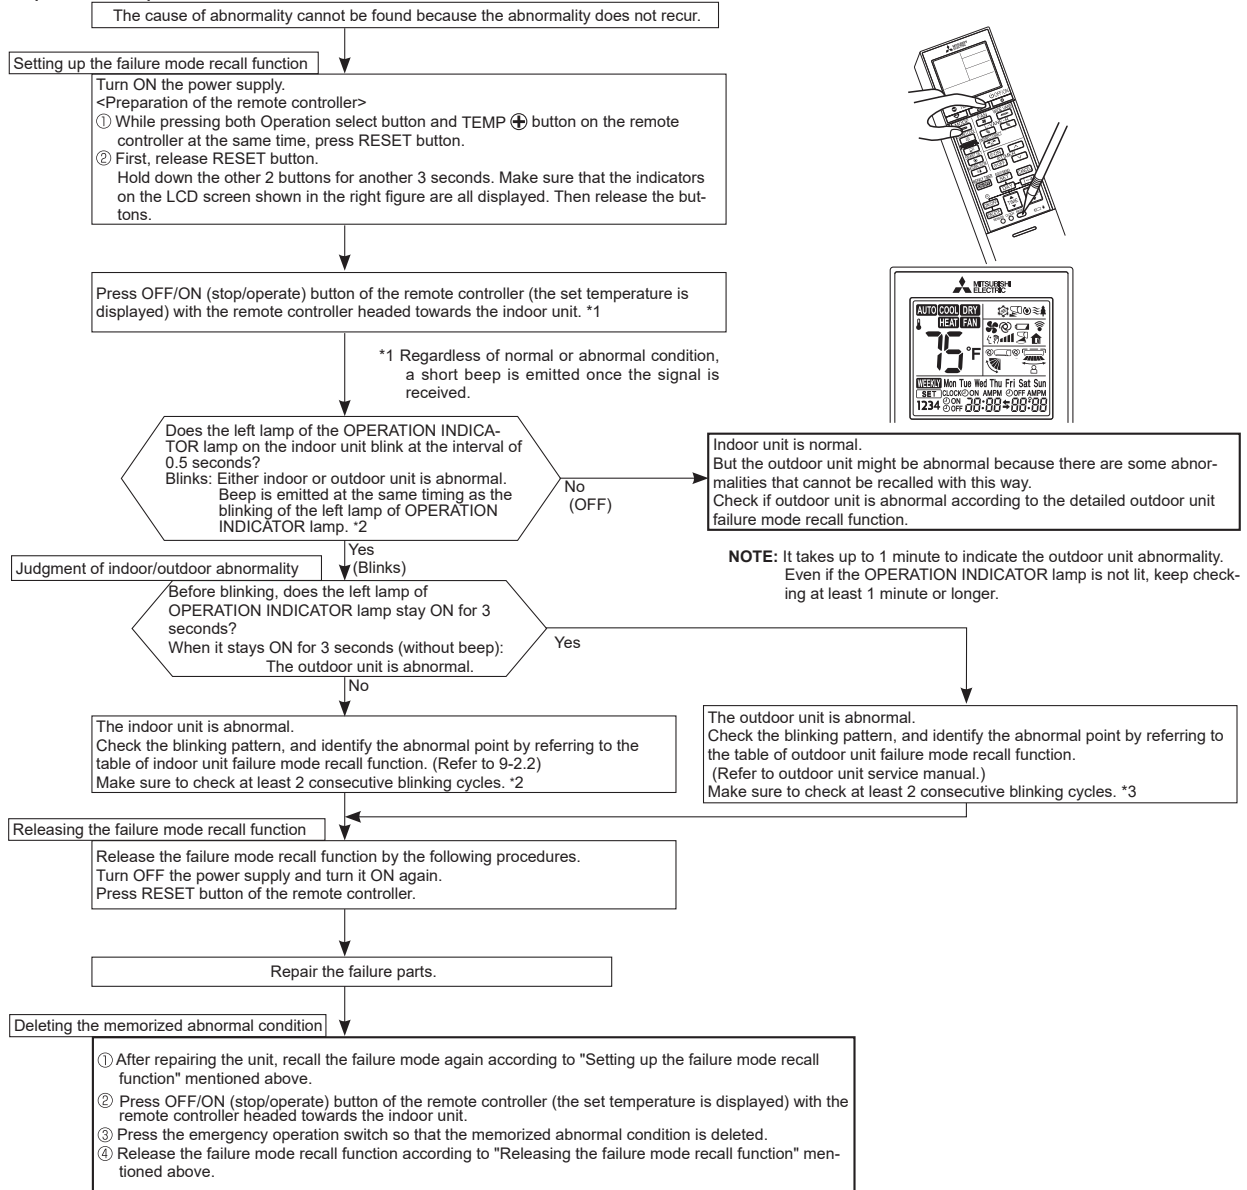 The cause of abnormality cannot be found because the abnormality does not recur.
Setting up the failure mode recall function
Turn ON the power supply.
<Preparation of the remote controller>
① While pressing both Operation select button and TEMP ⊕ button on the remote
controller at the same time, press RESET button.
② First, release RESET button.
Hold down the other 2 buttons for another 3 seconds. Make sure that the indicators
on the LCD screen shown in the right figure are all displayed. Then release the but-
tons.
Press OFF/ON (stop/operate) button of the remote controller (the set temperature is
displayed) with the remote controller headed towards the indoor unit. *1
*1 Regardless of normal or abnormal condition,
a short beep is emitted once the signal is
received.
MITSUBISHI
ELECTRIC
AUTO COOL DRY
HEAT FAN
75°F
WEEKLY Mon Tue Wed Thu Fri Sat Sun
SET CLOCK ON AMPM OFF AMPM
1234 ON OFF 88:88 88:88
Does the left lamp of the OPERATION INDICA-
TOR lamp on the indoor unit blink at the interval of
0.5 seconds?
Blinks: Either indoor or outdoor unit is abnormal.
Beep is emitted at the same timing as the
blinking of the left lamp of OPERATION
INDICATOR lamp. *2
No
(OFF)
Indoor unit is normal.
But the outdoor unit might be abnormal because there are some abnor-
malities that cannot be recalled with this way.
Check if outdoor unit is abnormal according to the detailed outdoor unit
failure mode recall function.
NOTE: It takes up to 1 minute to indicate the outdoor unit abnormality.
Even if the OPERATION INDICATOR lamp is not lit, keep check-
ing at least 1 minute or longer.
Yes
(Blinks)
Judgment of indoor/outdoor abnormality
Before blinking, does the left lamp of
OPERATION INDICATOR lamp stay ON for 3
seconds?
When it stays ON for 3 seconds (without beep):
The outdoor unit is abnormal.
Yes
No
The indoor unit is abnormal.
Check the blinking pattern, and identify the abnormal point by referring to the
table of indoor unit failure mode recall function. (Refer to 9-2.2)
Make sure to check at least 2 consecutive blinking cycles. *2
The outdoor unit is abnormal.
Check the blinking pattern, and identify the abnormal point by referring to
the table of outdoor unit failure mode recall function.
(Refer to outdoor unit service manual.)
Make sure to check at least 2 consecutive blinking cycles. *3
Releasing the failure mode recall function
Release the failure mode recall function by the following procedures.
Turn OFF the power supply and turn it ON again.
Press RESET button of the remote controller.
Repair the failure parts.
Deleting the memorized abnormal condition
① After repairing the unit, recall the failure mode again according to "Setting up the failure mode recall
function" mentioned above.
② Press OFF/ON (stop/operate) button of the remote controller (the set temperature is displayed) with the
remote controller headed towards the indoor unit.
③ Press the emergency operation switch so that the memorized abnormal condition is deleted.
④ Release the failure mode recall function according to "Releasing the failure mode recall function" men-
tioned above.